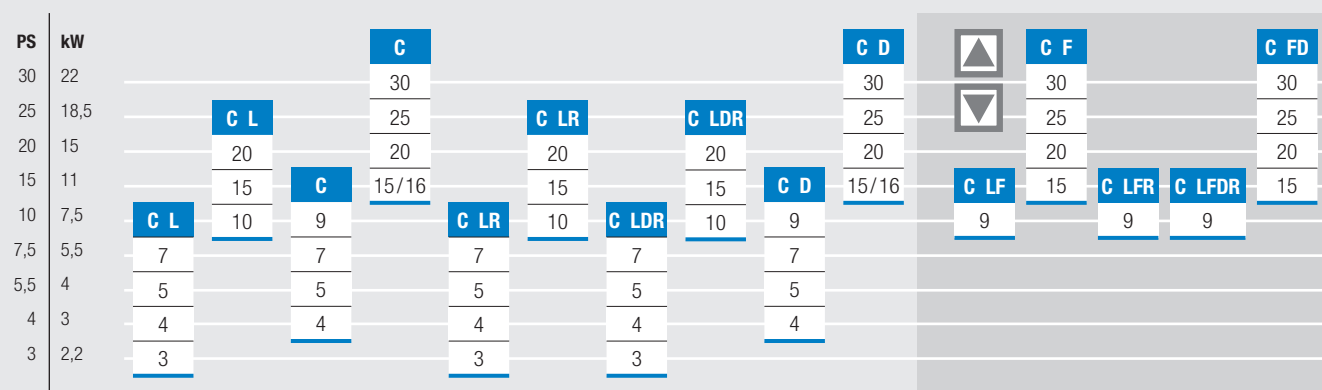 PS kW C C D C F C FD
30 22 30 30 30 30
25 18,5 C L 25 C LR C LDR 25 25 25
20 15 20 20 20 20 20 20 20
15 11 15 C 15/16 15 15 C D 15/16 C LF 15 C LFR C LFDR 15
10 7,5 C L 10 9 C LR 10 C LDR 10 9 9 9 9
7,5 5,5 7 7 7 7 7
5,5 4 5 5 5 5 5
4 3 4 4 4 4 4
3 2,2 3 3 3